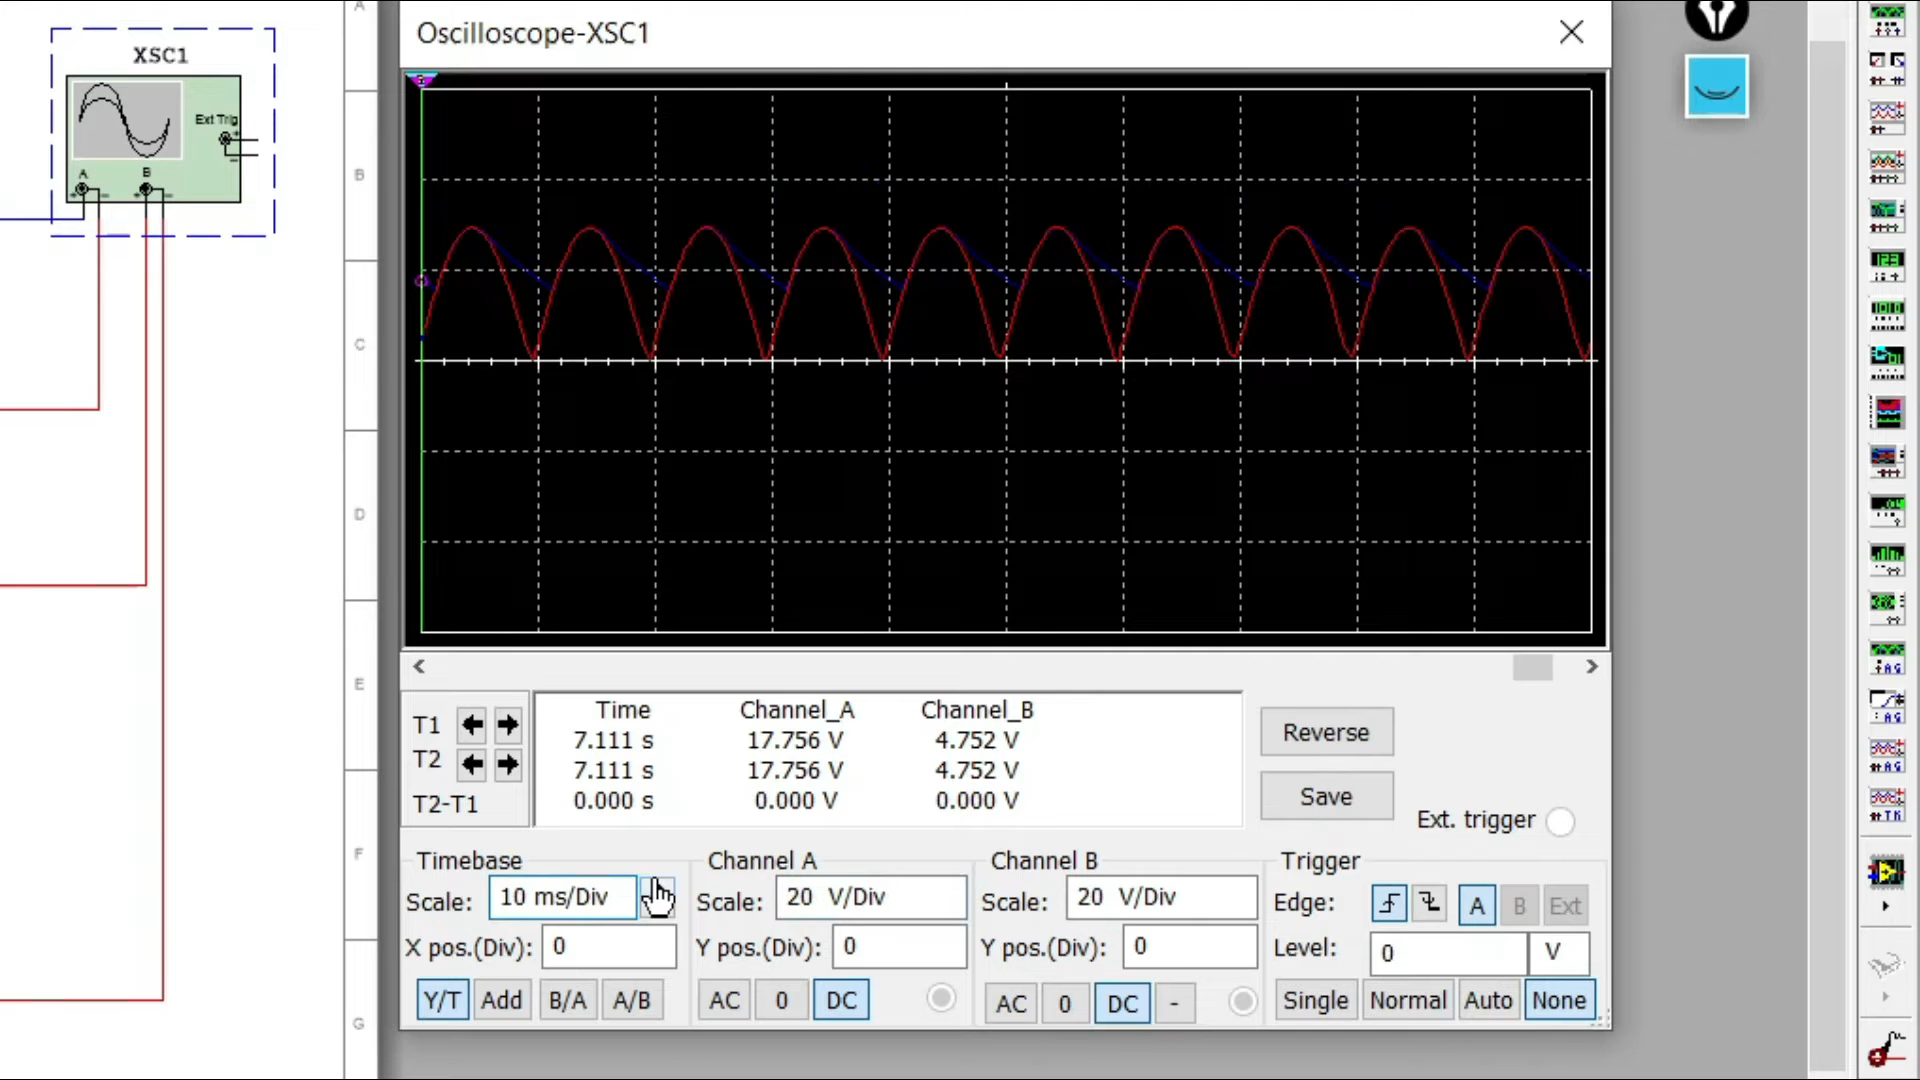 Oscilloscope-XSC1
XSC1
Ext Trig
A
B
A
B
C
D
E
F
G
Time Channel_A Channel_B
T1 7.111 s 17.756 V 4.752 V
T2 7.111 s 17.756 V 4.752 V
T2-T1 0.000 s 0.000 V 0.000 V
Reverse
Save
Ext. trigger
Timebase
Scale: 10 ms/Div
X pos.(Div): 0
Y/T Add B/A A/B
Channel A
Scale: 20 V/Div
Y pos.(Div): 0
AC 0 DC
Channel B
Scale: 20 V/Div
Y pos.(Div): 0
AC 0 DC -
Trigger
Edge: A B Ext
Level: 0 V
Single Normal Auto None